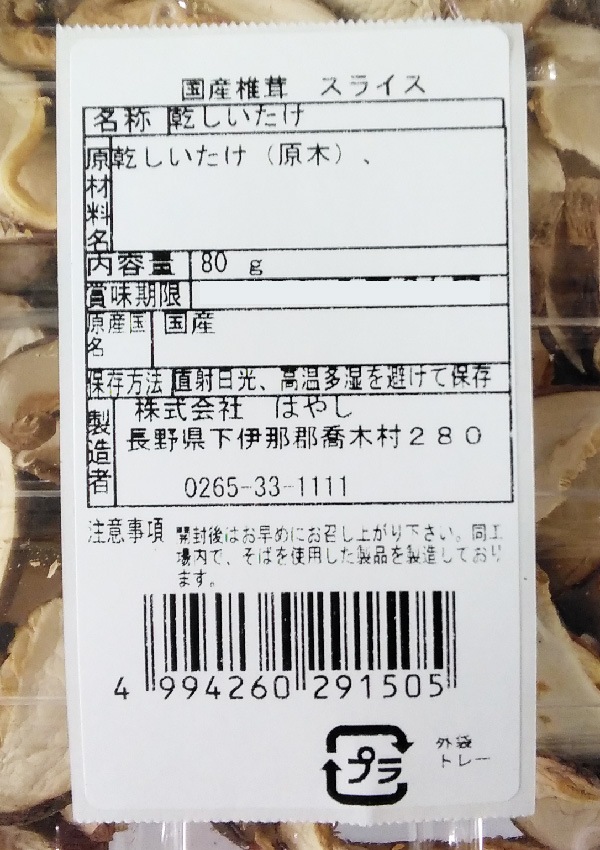 国産椎茸 スライス
名称 乾しいたけ
原材料名 乾しいたけ（原木）、
内容量 80 g
賞味期限
原産国名 国産
保存方法 直射日光、高温多湿を避けて保存
製造者 株式会社 はやし
長野県下伊那郡喬木村２８０
0265-33-1111
注意事項 開封後はお早めにお召し上がり下さい。同工
場内で、そばを使用した製品を製造しており
ます。
4 994260 291505
プラ 外袋
トレー